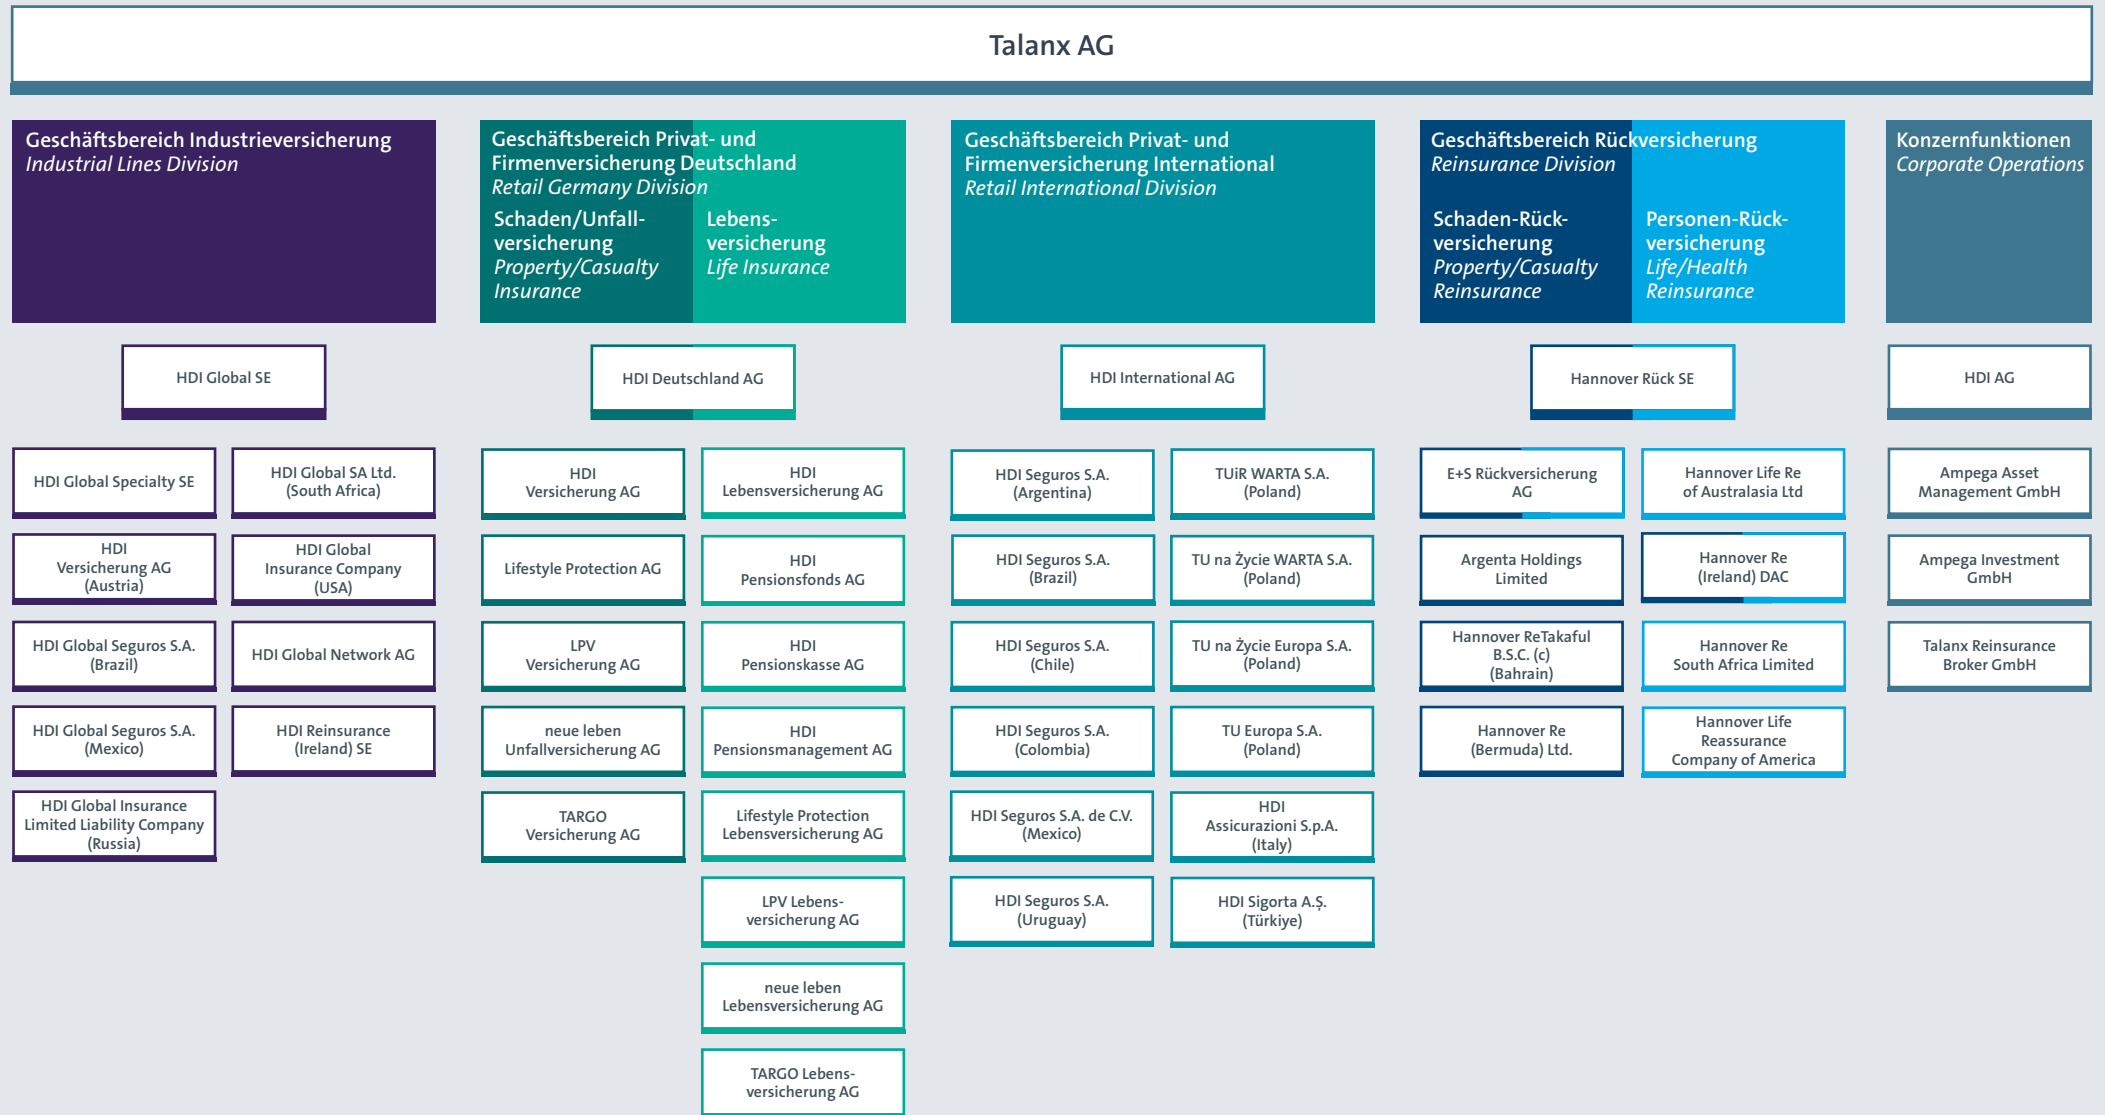 Talanx AG
Geschäftsbereich Industrieversicherung
Industrial Lines Division
Geschäftsbereich Privat- und
Firmenversicherung Deutschland
Retail Germany Division
Schaden/Unfall-
versicherung
Property/Casualty
Insurance
Lebens-
versicherung
Life Insurance
Geschäftsbereich Privat- und
Firmenversicherung International
Retail International Division
Geschäftsbereich Rückversicherung
Reinsurance Division
Schaden-Rück-
versicherung
Property/Casualty
Reinsurance
Personen-Rück-
versicherung
Life/Health
Reinsurance
Konzernfunktionen
Corporate Operations
HDI Global SE
HDI Deutschland AG
HDI International AG
Hannover Rück SE
HDI AG
HDI Global Specialty SE
HDI
Versicherung AG
(Austria)
HDI Global Seguros S.A.
(Brazil)
HDI Global Seguros S.A.
(Mexico)
HDI Global Insurance
Limited Liability Company
(Russia)
HDI Global SA Ltd.
(South Africa)
HDI Global
Insurance Company
(USA)
HDI Global Network AG
HDI Reinsurance
(Ireland) SE
HDI
Versicherung AG
Lifestyle Protection AG
LPV
Versicherung AG
neue leben
Unfallversicherung AG
TARGO
Versicherung AG
HDI
Lebensversicherung AG
HDI
Pensionsfonds AG
HDI
Pensionskasse AG
HDI
Pensionsmanagement AG
Lifestyle Protection
Lebensversicherung AG
LPV Lebens-
versicherung AG
neue leben
Lebensversicherung AG
TARGO Lebens-
versicherung AG
HDI Seguros S.A.
(Argentina)
HDI Seguros S.A.
(Brazil)
HDI Seguros S.A.
(Chile)
HDI Seguros S.A.
(Colombia)
HDI Seguros S.A. de C.V.
(Mexico)
HDI Seguros S.A.
(Uruguay)
TUiR WARTA S.A.
(Poland)
TU na Życie WARTA S.A.
(Poland)
TU na Życie Europa S.A.
(Poland)
TU Europa S.A.
(Poland)
HDI
Assicurazioni S.p.A.
(Italy)
HDI Sigorta A.Ş.
(Türkiye)
E+S Rückversicherung
AG
Argenta Holdings
Limited
Hannover ReTakaful
B.S.C. (c)
(Bahrain)
Hannover Re
(Bermuda) Ltd.
Hannover Life Re
of Australasia Ltd
Hannover Re
(Ireland) DAC
Hannover Re
South Africa Limited
Hannover Life
Reassurance
Company of America
Ampega Asset
Management GmbH
Ampega Investment
GmbH
Talanx Reinsurance
Broker GmbH